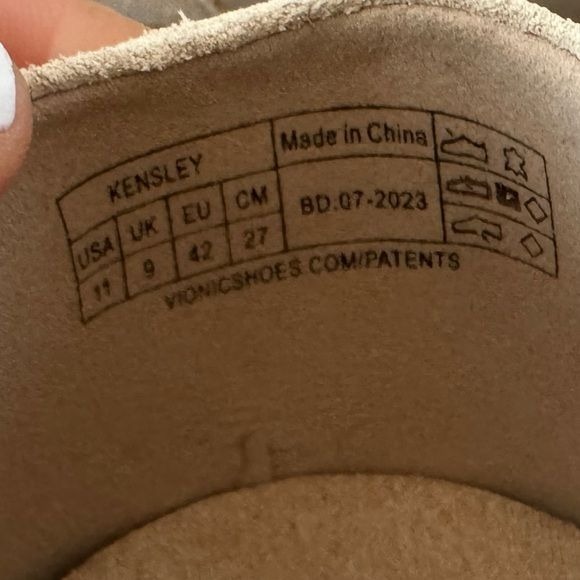 KENSLEY
Made in China
USA UK EU CM
11 9 42 27
BD.07-2023
VIONICSHOES.COM/PATENTS